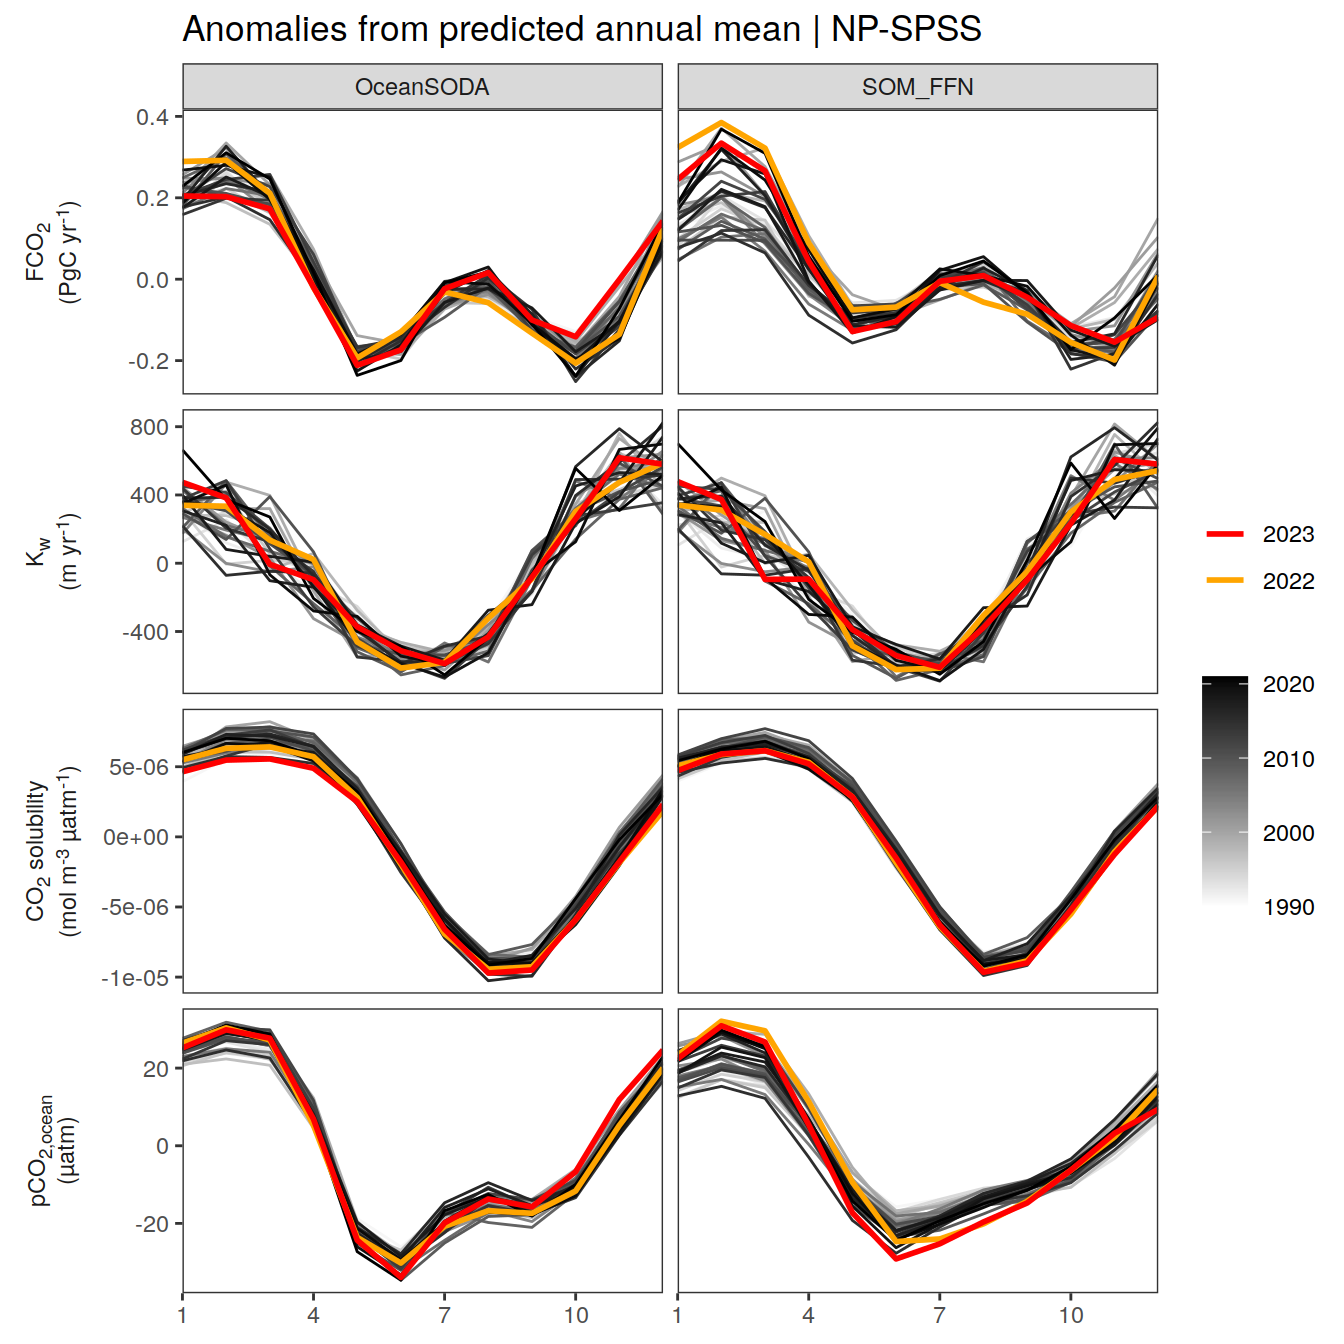 Anomalies from predicted annual mean | NP-SPSS
OceanSODA
SOM_FFN
FCO2
(PgC yr-1)
0.4
0.2
0.0
-0.2
Kw
(m yr-1)
800
400
0
-400
CO2 solubility
(mol m-3 µatm-1)
5e-06
0e+00
-5e-06
-1e-05
pCO2,ocean
(µatm)
20
0
-20
1
4
7
10
1
4
7
10
2023
2022
2020
2010
2000
1990